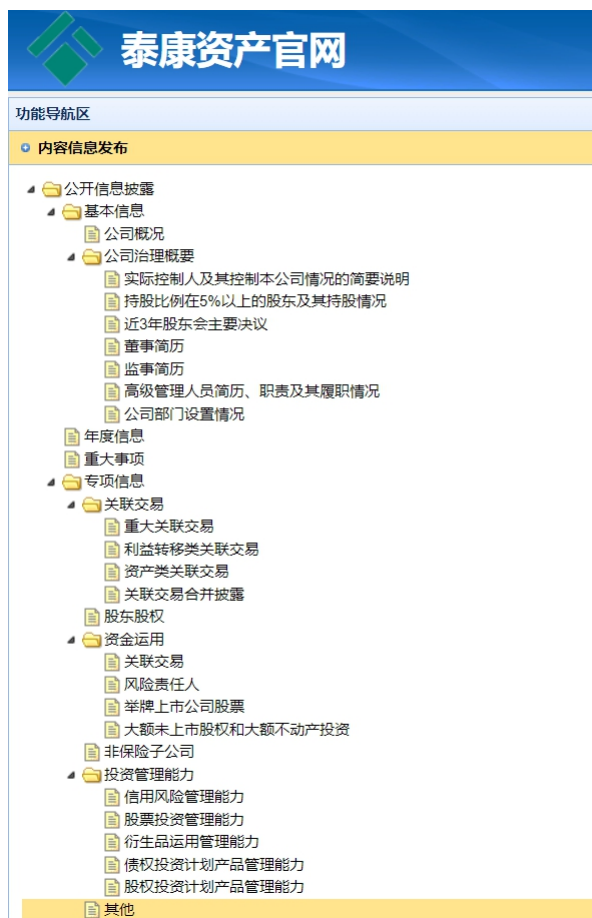 泰康资产官网
功能导航区
内容信息发布
公开信息披露
基本信息
公司概况
公司治理概要
实际控制人及其控制本公司情况的简要说明
持股比例在5%以上的股东及其持股情况
近3年股东会主要决议
董事简历
监事简历
高级管理人员简历、职责及其履职情况
公司部门设置情况
年度信息
重大事项
专项信息
关联交易
重大关联交易
利益转移类关联交易
资产类关联交易
关联交易合并披露
股东股权
资金运用
关联交易
风险责任人
举牌上市公司股票
大额未上市股权和大额不动产投资
非保险子公司
投资管理能力
信用风险管理能力
股票投资管理能力
衍生品运用管理能力
债权投资计划产品管理能力
股权投资计划产品管理能力
其他